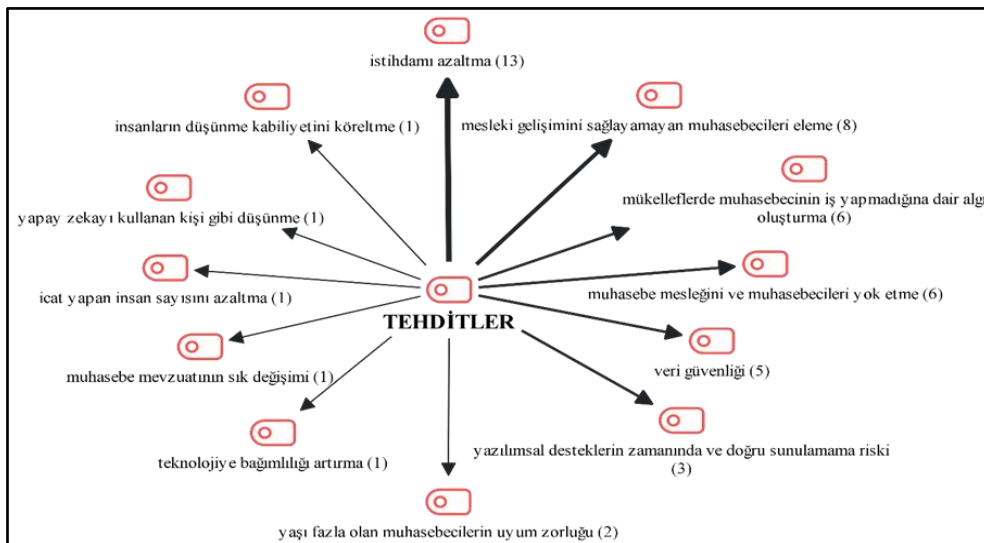 istihdamı azaltma (13)
insanların düşünme kabiliyetini köreltme (1)
mesleki gelişimini sağlayamayan muhasebecileri eleme (8)
yapay zekayı kullanan kişi gibi düşünme (1)
mükelleflerde muhasebecinin iş yapmadığına dair algı
oluşturma (6)
icat yapan insan sayısını azaltma (1)
muhasebe mesleğini ve muhasebecileri yok etme (6)
TEHDİTLER
muhasebe mevzuatının sık değişimi (1)
veri güvenliği (5)
teknolojiye bağımlılığı artırma (1)
yazılımsal desteklerin zamanında ve doğru sunulamama riski
(3)
yaşı fazla olan muhasebecilerin uyum zorluğu (2)